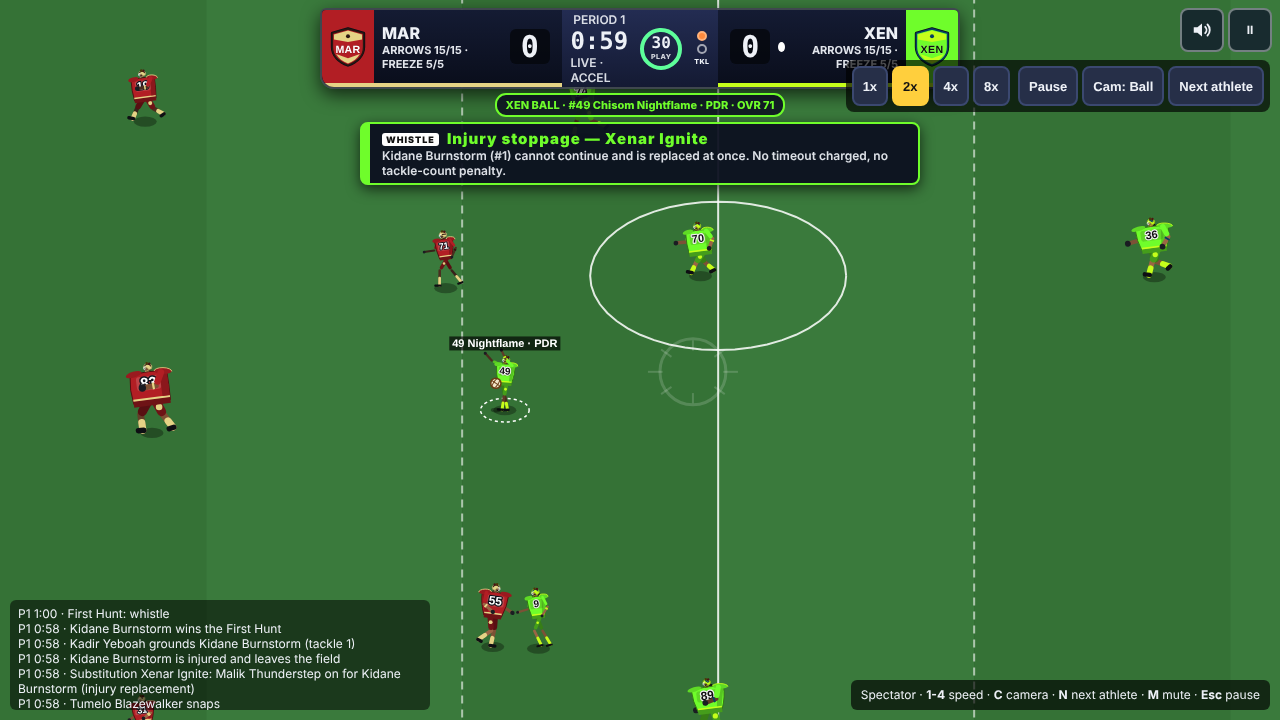 MAR
MAR
ARROWS 15/15 ·
FREEZE 5/5
0
PERIOD 1
0:59
LIVE ·
ACCEL
30
PLAY
TKL
0
XEN
ARROWS 15/15 ·
FREEZE 5/5
XEN
II
1x
2x
4x
8x
Pause
Cam: Ball
Next athlete
XEN BALL · #49 Chisom Nightflame · PDR · OVR 71
WHISTLE Injury stoppage — Xenar Ignite
Kidane Burnstorm (#1) cannot continue and is replaced at once. No timeout charged, no
tackle-count penalty.
71
70
36
49 Nightflame · PDR
49
55
9
89
P1 1:00 · First Hunt: whistle
P1 0:58 · Kidane Burnstorm wins the First Hunt
P1 0:58 · Kadir Yeboah grounds Kidane Burnstorm (tackle 1)
P1 0:58 · Kidane Burnstorm is injured and leaves the field
P1 0:58 · Substitution Xenar Ignite: Malik Thunderstep on for Kidane
Burnstorm (injury replacement)
P1 0:58 · Tumelo Blazewalker snaps
Spectator · 1-4 speed · C camera · N next athlete · M mute · Esc pause